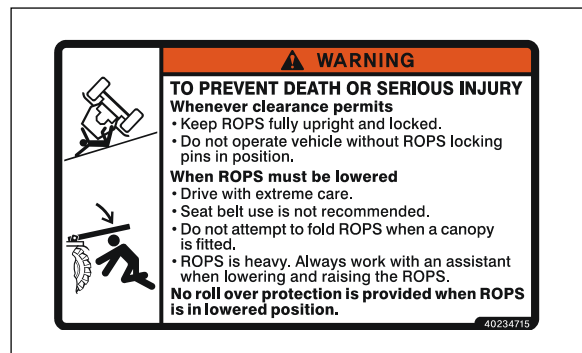 WARNING
TO PREVENT DEATH OR SERIOUS INJURY
Whenever clearance permits
• Keep ROPS fully upright and locked.
• Do not operate vehicle without ROPS locking
pins in position.
When ROPS must be lowered
• Drive with extreme care.
• Seat belt use is not recommended.
• Do not attempt to fold ROPS when a canopy
is fitted.
• ROPS is heavy. Always work with an assistant
when lowering and raising the ROPS.
No roll over protection is provided when ROPS
is in lowered position.
40234715